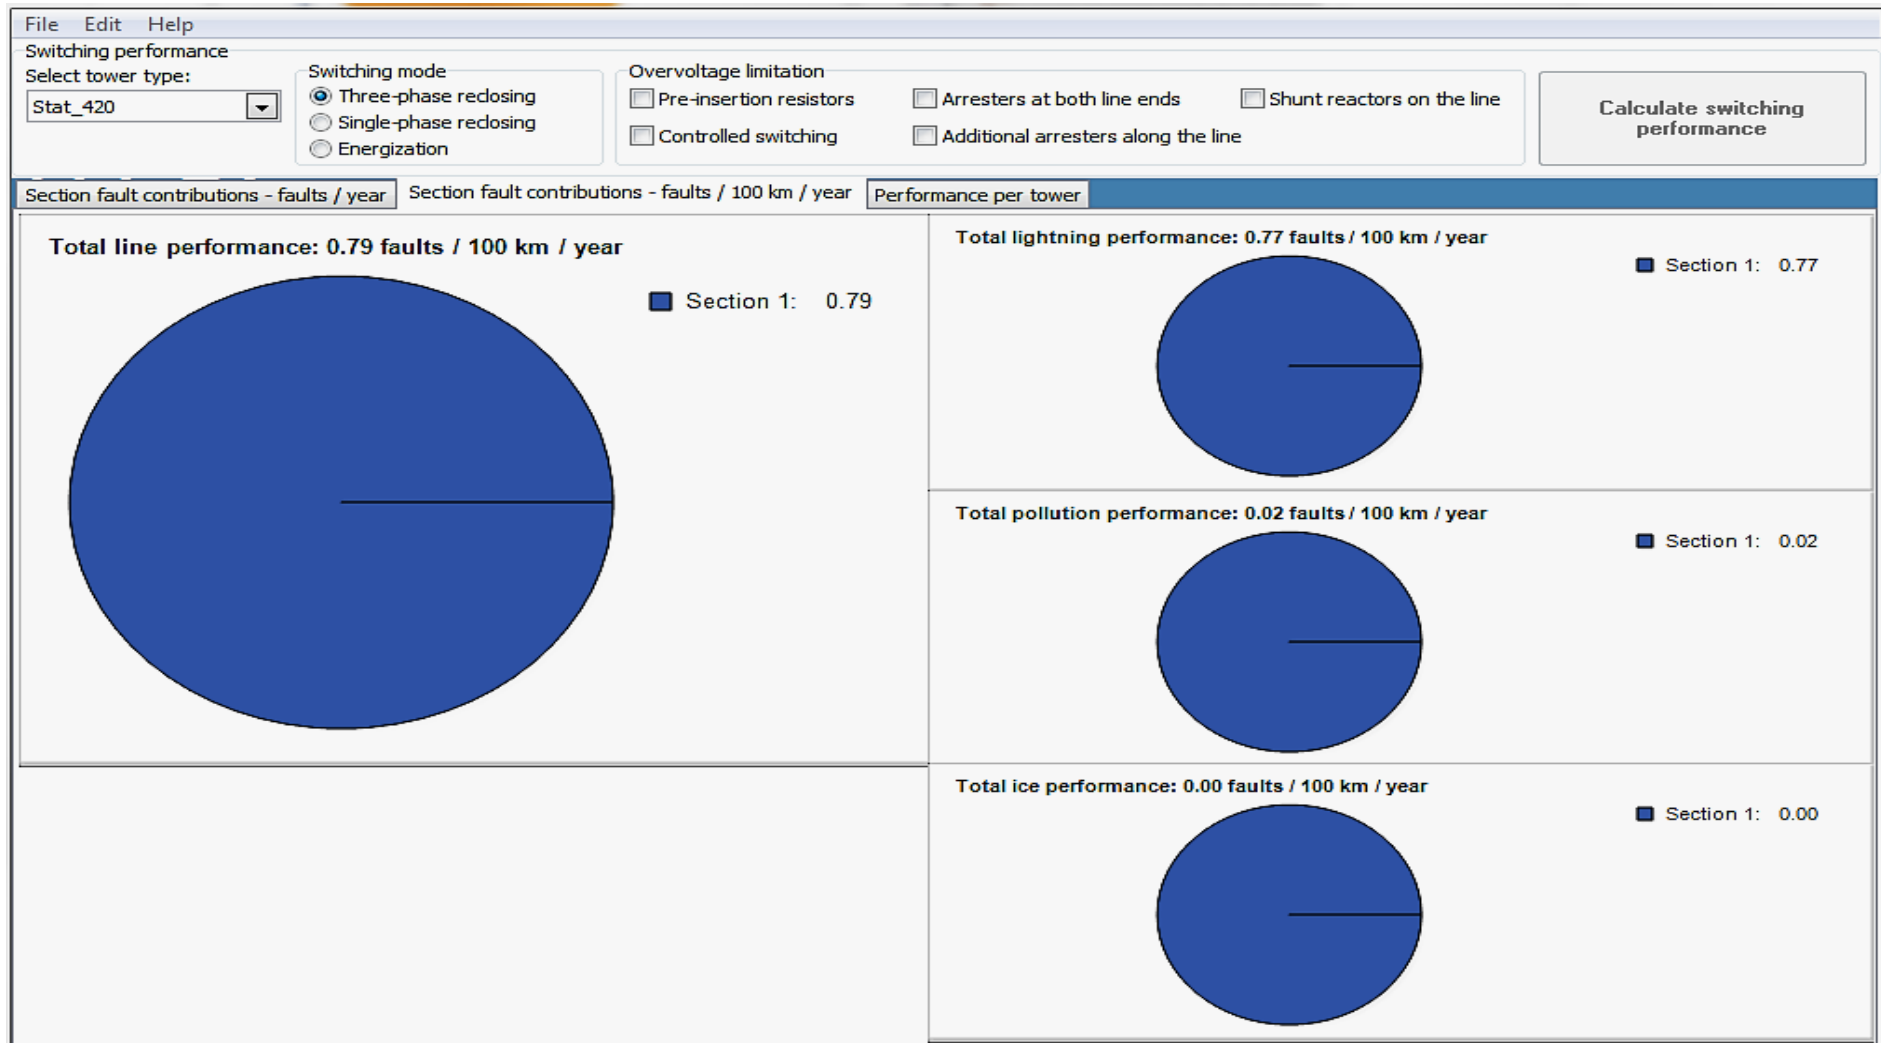 File Edit Help
Switching performance
Select tower type:
Stat_420
Switching mode
Three-phase reclosing
Single-phase reclosing
Energization
Overvoltage limitation
Pre-insertion resistors
Arresters at both line ends
Shunt reactors on the line
Controlled switching
Additional arresters along the line
Calculate switching
performance
Section fault contributions - faults / year
Section fault contributions - faults / 100 km / year
Performance per tower
Total line performance: 0.79 faults / 100 km / year
Section 1: 0.79
Total lightning performance: 0.77 faults / 100 km / year
Section 1: 0.77
Total pollution performance: 0.02 faults / 100 km / year
Section 1: 0.02
Total ice performance: 0.00 faults / 100 km / year
Section 1: 0.00